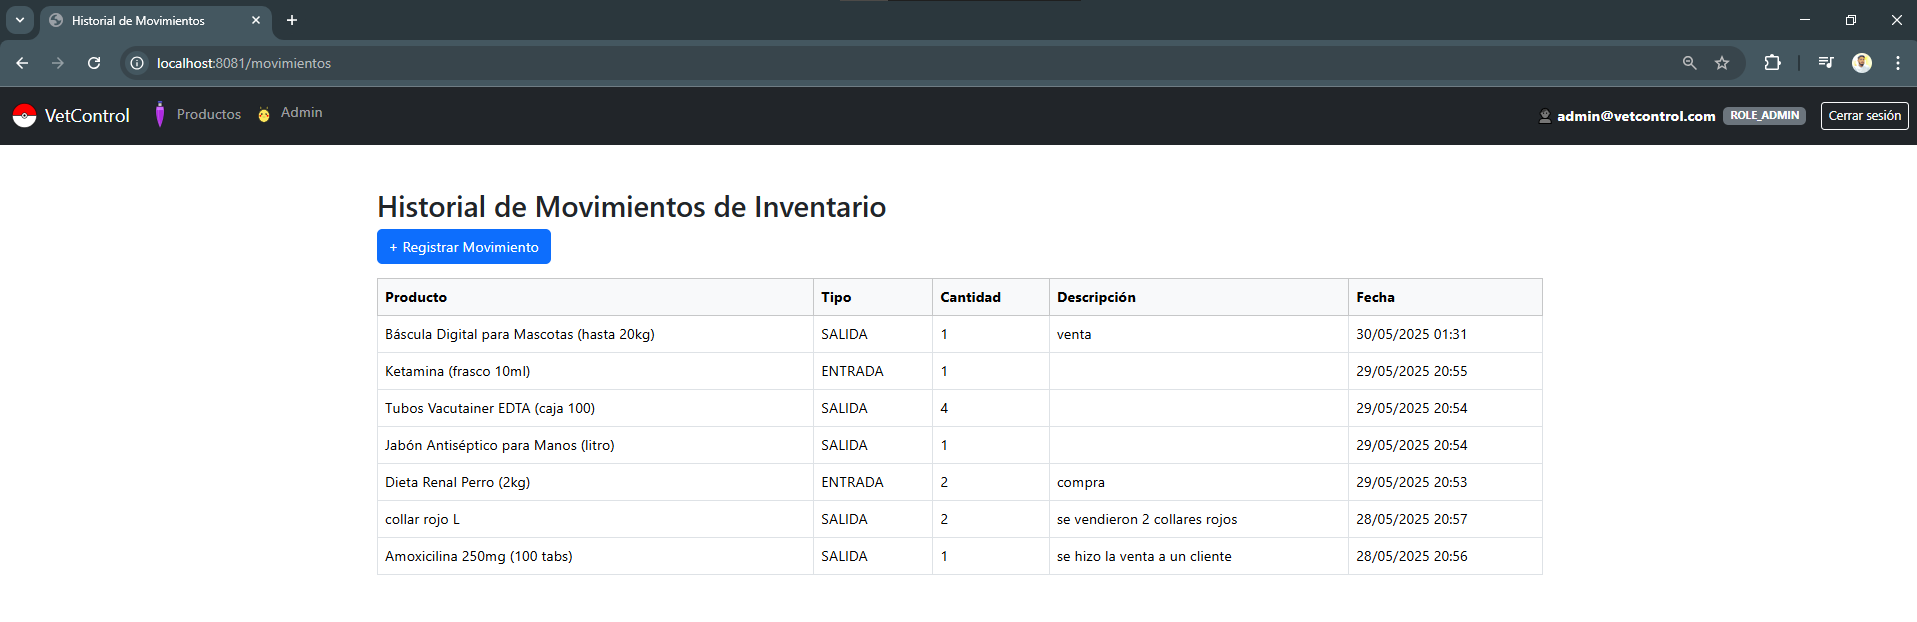 Historial de Movimientos
localhost:8081/movimientos
VetControl Productos Admin admin@vetcontrol.com ROLE_ADMIN Cerrar sesión
Historial de Movimientos de Inventario
+ Registrar Movimiento
Producto Tipo Cantidad Descripción Fecha
Báscula Digital para Mascotas (hasta 20kg) SALIDA 1 venta 30/05/2025 01:31
Ketamina (frasco 10ml) ENTRADA 1 29/05/2025 20:55
Tubos Vacutainer EDTA (caja 100) SALIDA 4 29/05/2025 20:54
Jabón Antiséptico para Manos (litro) SALIDA 1 29/05/2025 20:54
Dieta Renal Perro (2kg) ENTRADA 2 compra 29/05/2025 20:53
collar rojo L SALIDA 2 se vendieron 2 collares rojos 28/05/2025 20:57
Amoxicilina 250mg (100 tabs) SALIDA 1 se hizo la venta a un cliente 28/05/2025 20:56